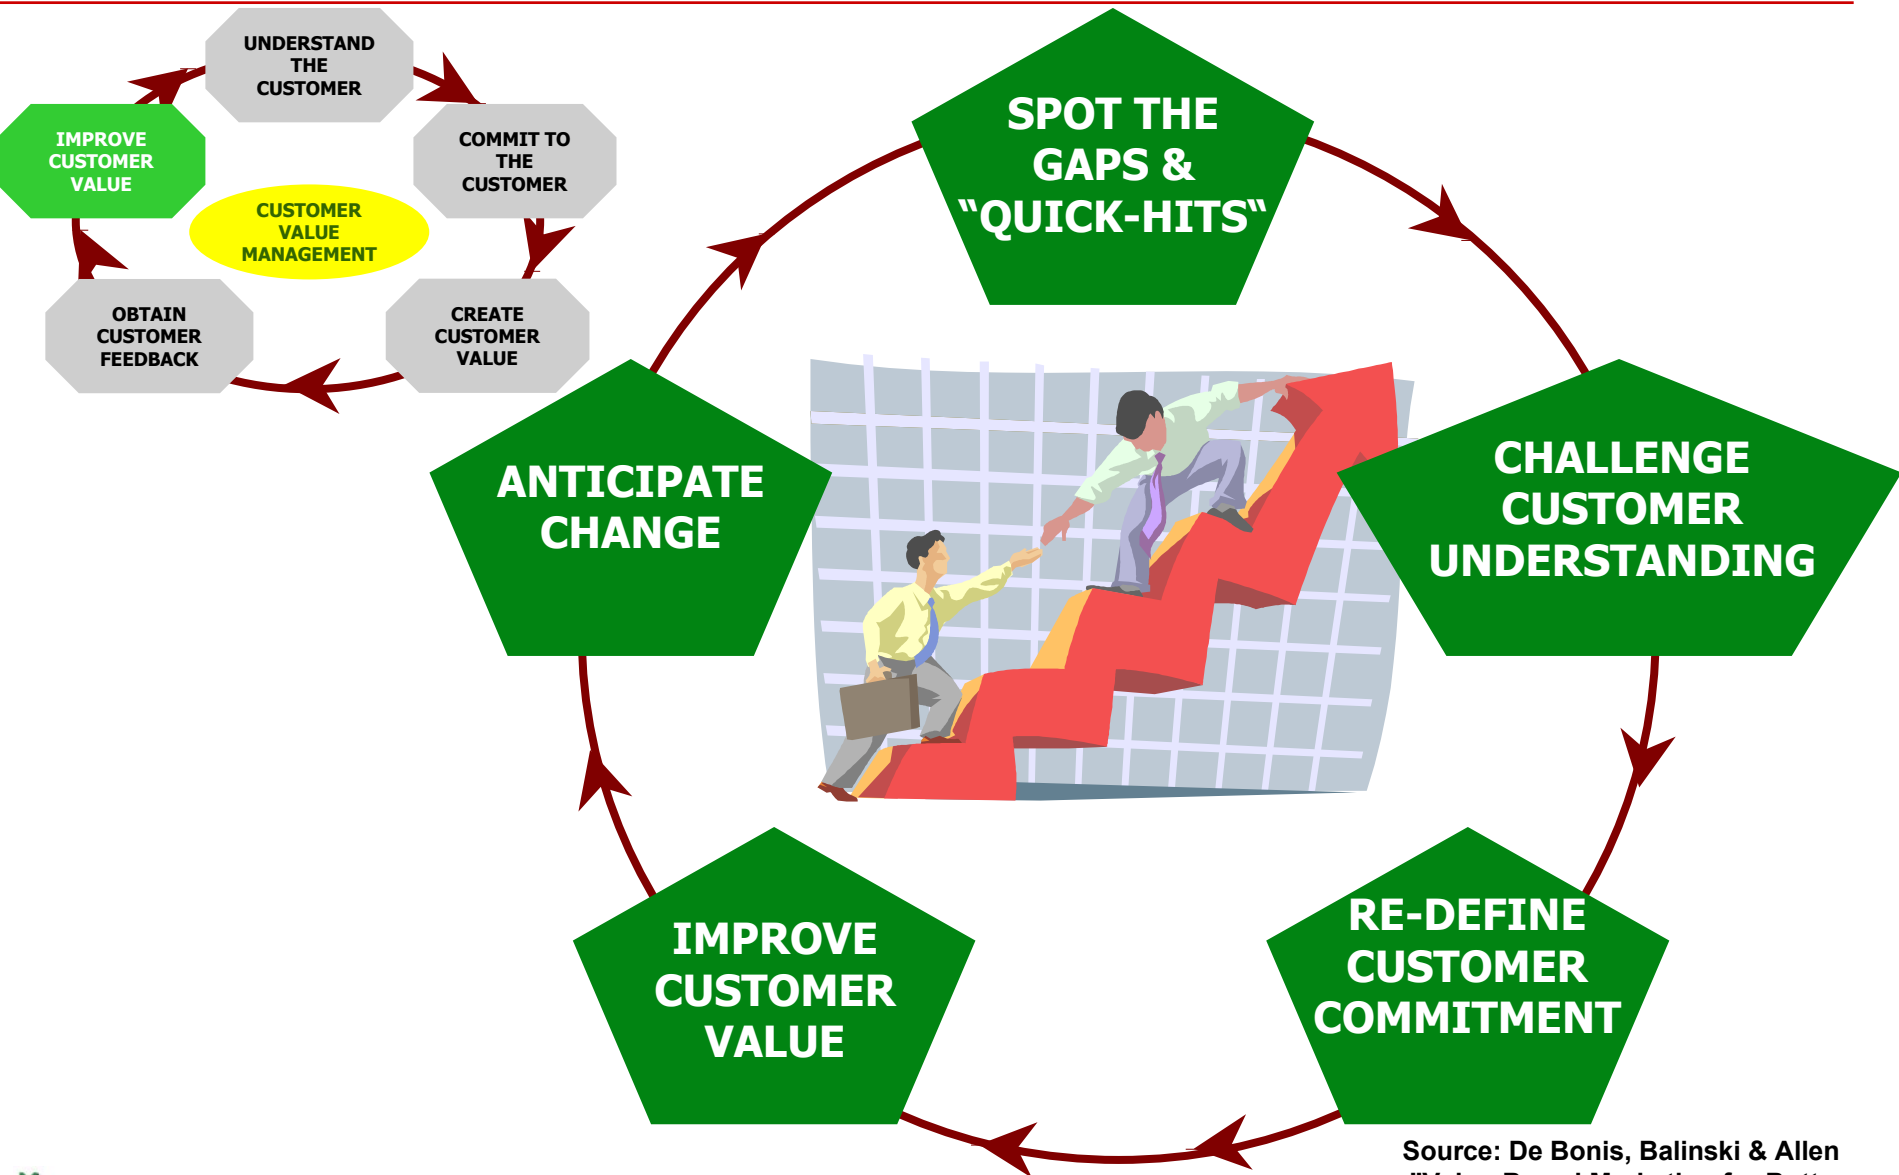 UNDERSTAND
THE
CUSTOMER
COMMIT TO
THE
CUSTOMER
CREATE
CUSTOMER
VALUE
OBTAIN
CUSTOMER
FEEDBACK
IMPROVE
CUSTOMER
VALUE
CUSTOMER
VALUE
MANAGEMENT
SPOT THE
GAPS &
“QUICK-HITS“
CHALLENGE
CUSTOMER
UNDERSTANDING
RE-DEFINE
CUSTOMER
COMMITMENT
IMPROVE
CUSTOMER
VALUE
ANTICIPATE
CHANGE
Source: De Bonis, Balinski & Allen